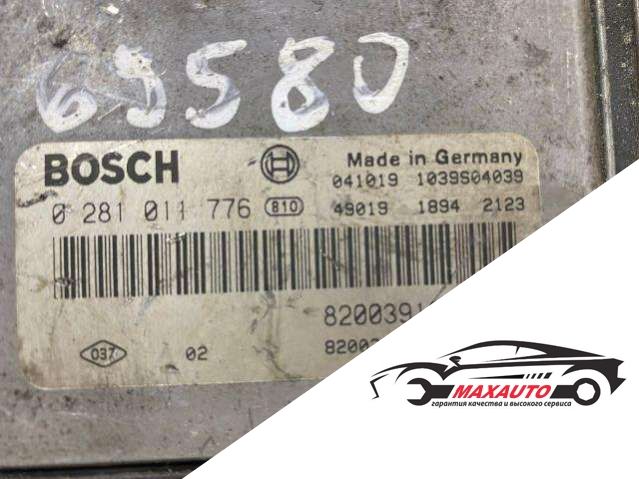 69580
BOSCH
Made in Germany
041019 1039S04039
0 281 011 776 810 49019 1894 2123
037 02
MAXAUTO
гарантия качества и высокого сервиса